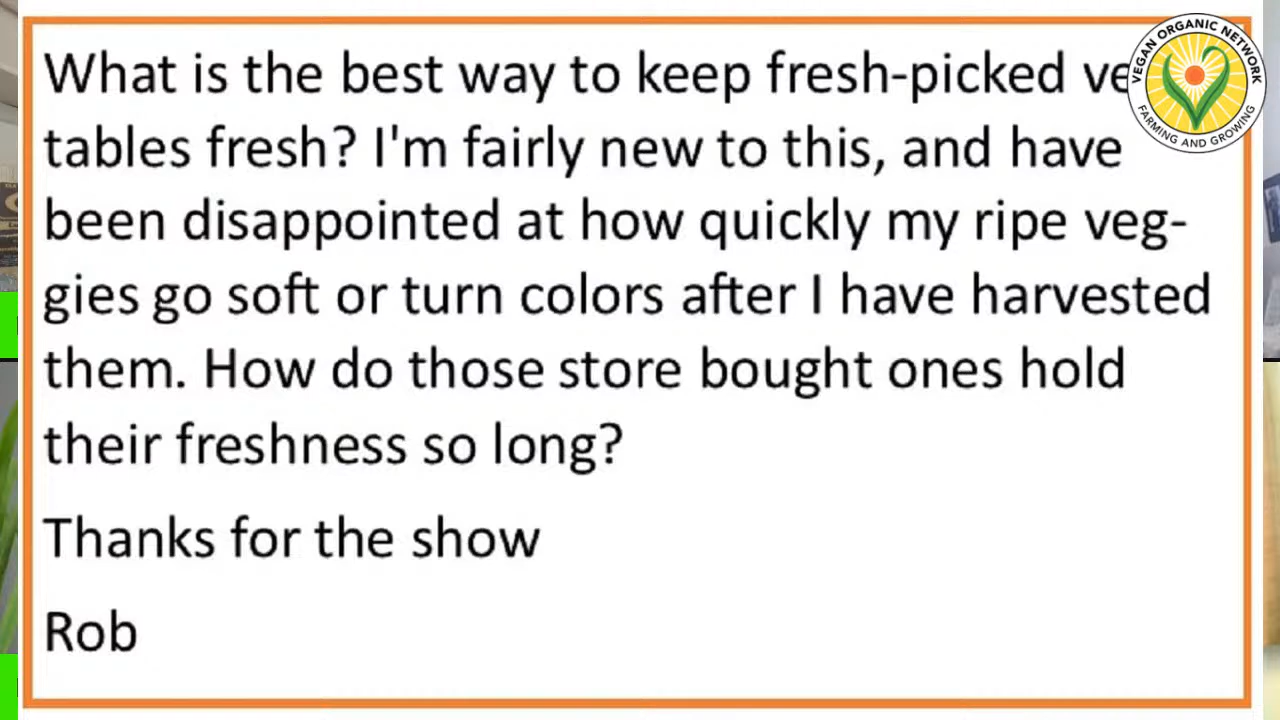 What is the best way to keep fresh-picked ve
tables fresh? I'm fairly new to this, and have
been disappointed at how quickly my ripe veg-
gies go soft or turn colors after I have harvested
them. How do those store bought ones hold
their freshness so long?
Thanks for the show
Rob
VEGAN ORGANIC NETWORK
FARMING AND GROWING